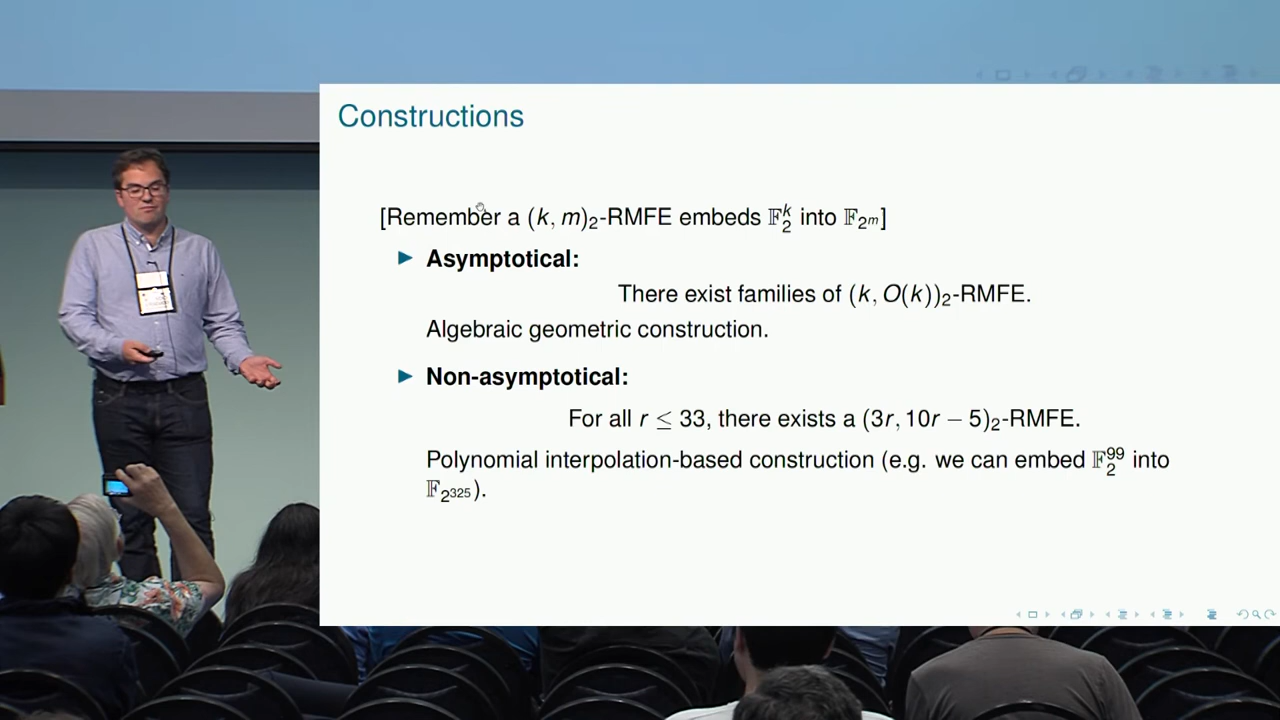 Constructions
[Remember a (k, m)₂-RMFE embeds 𝔽₂ᵏ into 𝔽₂ᵐ]
Asymptotical:
There exist families of (k, O(k))₂-RMFE.
Algebraic geometric construction.
Non-asymptotical:
For all r ≤ 33, there exists a (3r, 10r − 5)₂-RMFE.
Polynomial interpolation-based construction (e.g. we can embed 𝔽₂⁹⁹ into
𝔽₂³²⁵).